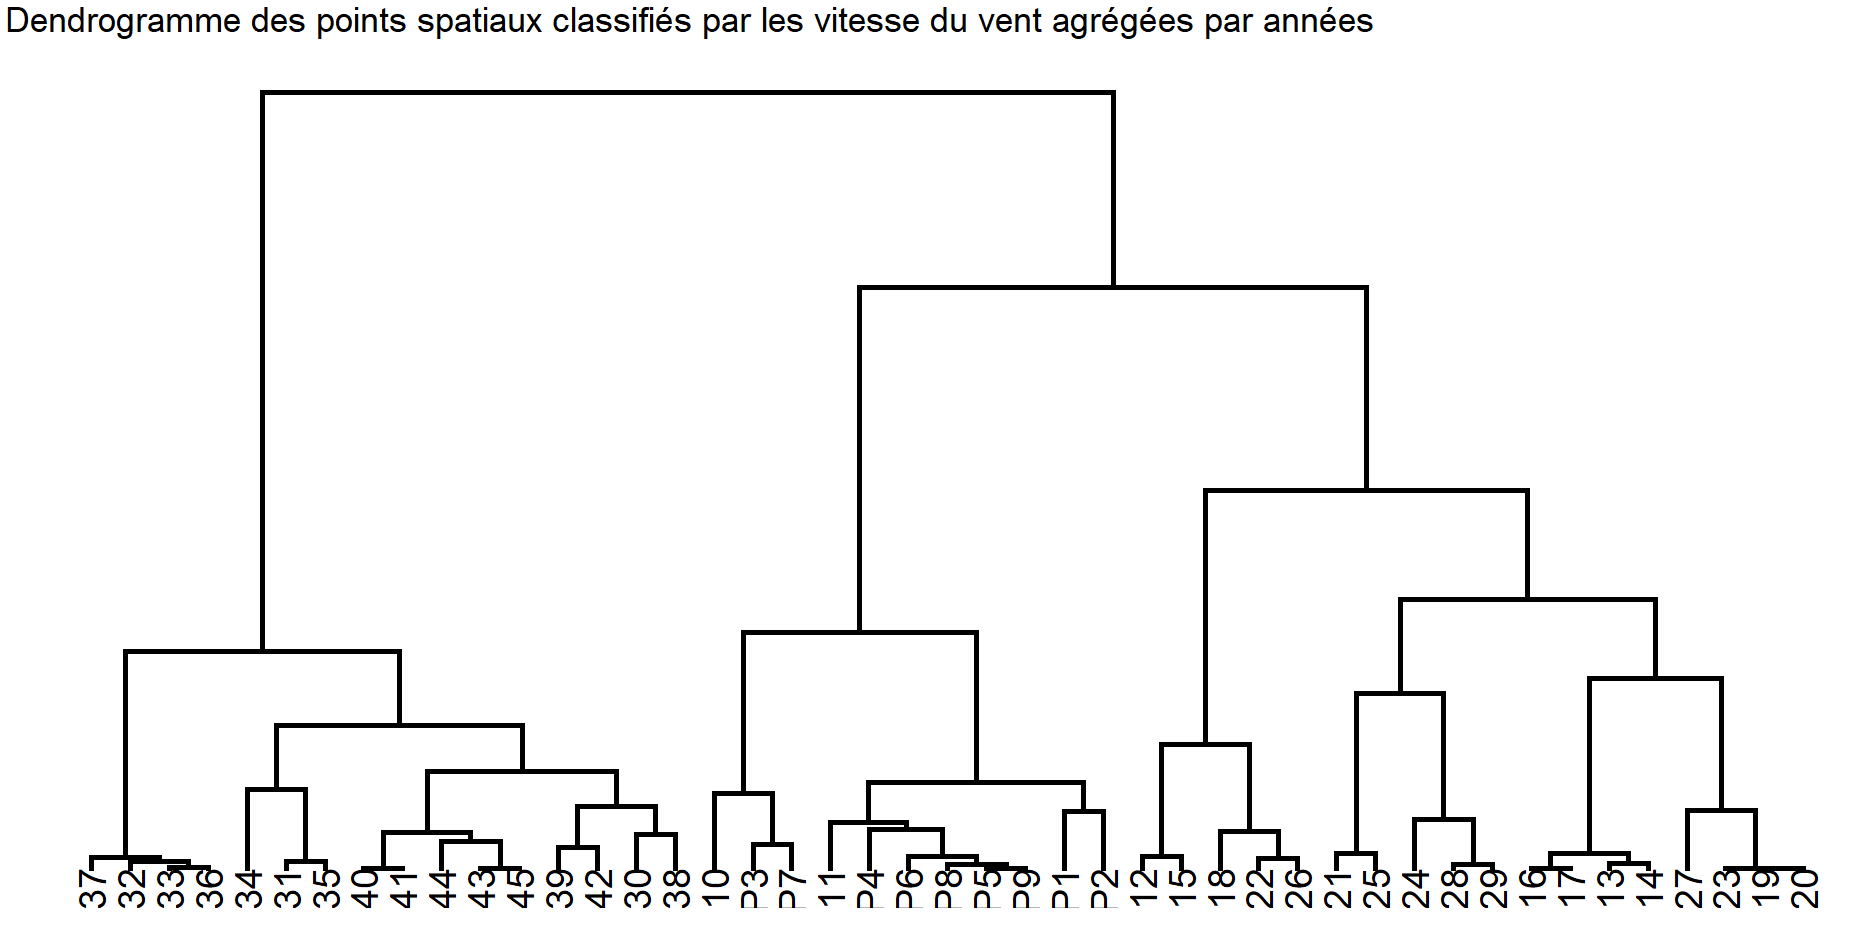 Dendrogramme des points spatiaux classifiés par les vitesse du vent agrégées par années
37 32 33 36 34 31 35 40 41 44 43 45 39 42 30 38 10 P3 P7 11 P4 P6 P8 P5 P9 P1 P2 12 15 18 22 26 21 25 24 28 29 16 17 13 14 27 23 19 20